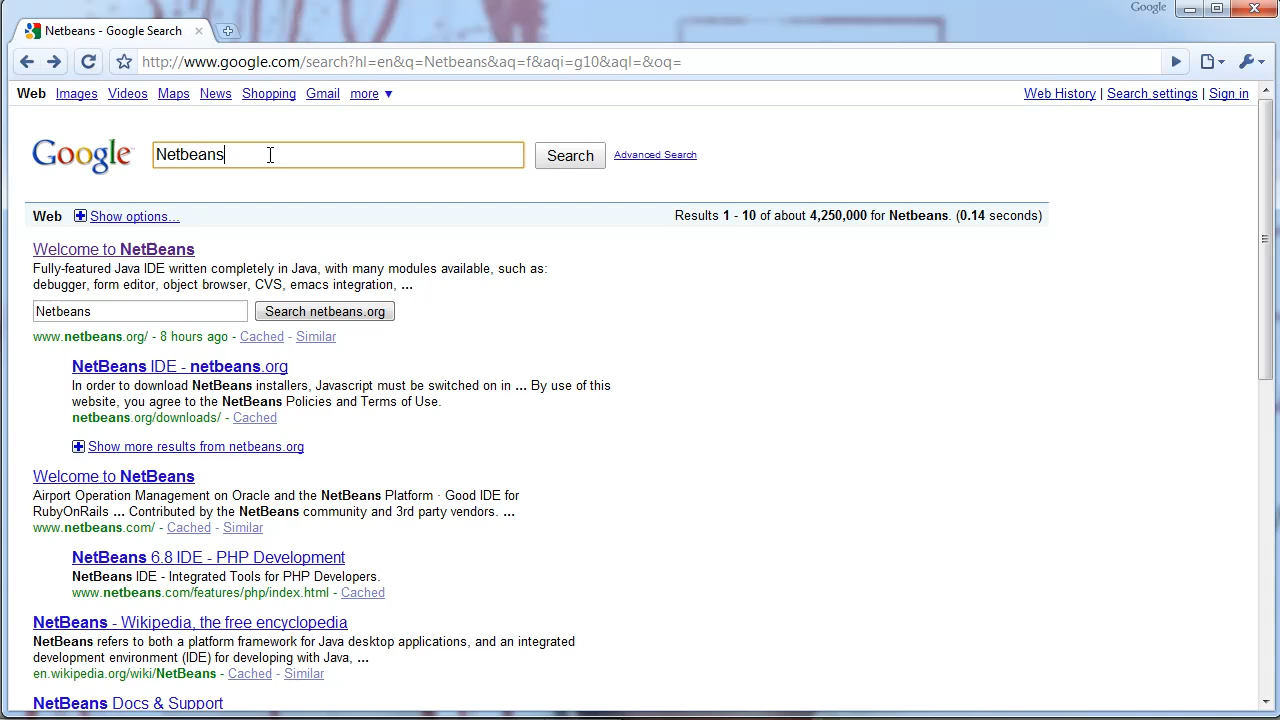 Google
Netbeans - Google Search
http://www.google.com/search?hl=en&q=Netbeans&aq=f&aqi=g10&aql=&oq=
Web Images Videos Maps News Shopping Gmail more ▼
Web History | Search settings | Sign in
Google Netbeans Search Advanced Search
Web Show options...
Results 1 - 10 of about 4,250,000 for Netbeans. (0.14 seconds)
Welcome to NetBeans
Fully-featured Java IDE written completely in Java, with many modules available, such as:
debugger, form editor, object browser, CVS, emacs integration, ...
Netbeans Search netbeans.org
www.netbeans.org/ - 8 hours ago - Cached - Similar
NetBeans IDE - netbeans.org
In order to download NetBeans installers, Javascript must be switched on in ... By use of this
website, you agree to the NetBeans Policies and Terms of Use.
netbeans.org/downloads/ - Cached
Show more results from netbeans.org
Welcome to NetBeans
Airport Operation Management on Oracle and the NetBeans Platform · Good IDE for
RubyOnRails ... Contributed by the NetBeans community and 3rd party vendors. ...
www.netbeans.com/ - Cached - Similar
NetBeans 6.8 IDE - PHP Development
NetBeans IDE - Integrated Tools for PHP Developers.
www.netbeans.com/features/php/index.html - Cached
NetBeans - Wikipedia, the free encyclopedia
NetBeans refers to both a platform framework for Java desktop applications, and an integrated
development environment (IDE) for developing with Java, ...
en.wikipedia.org/wiki/NetBeans - Cached - Similar
NetBeans Docs & Support